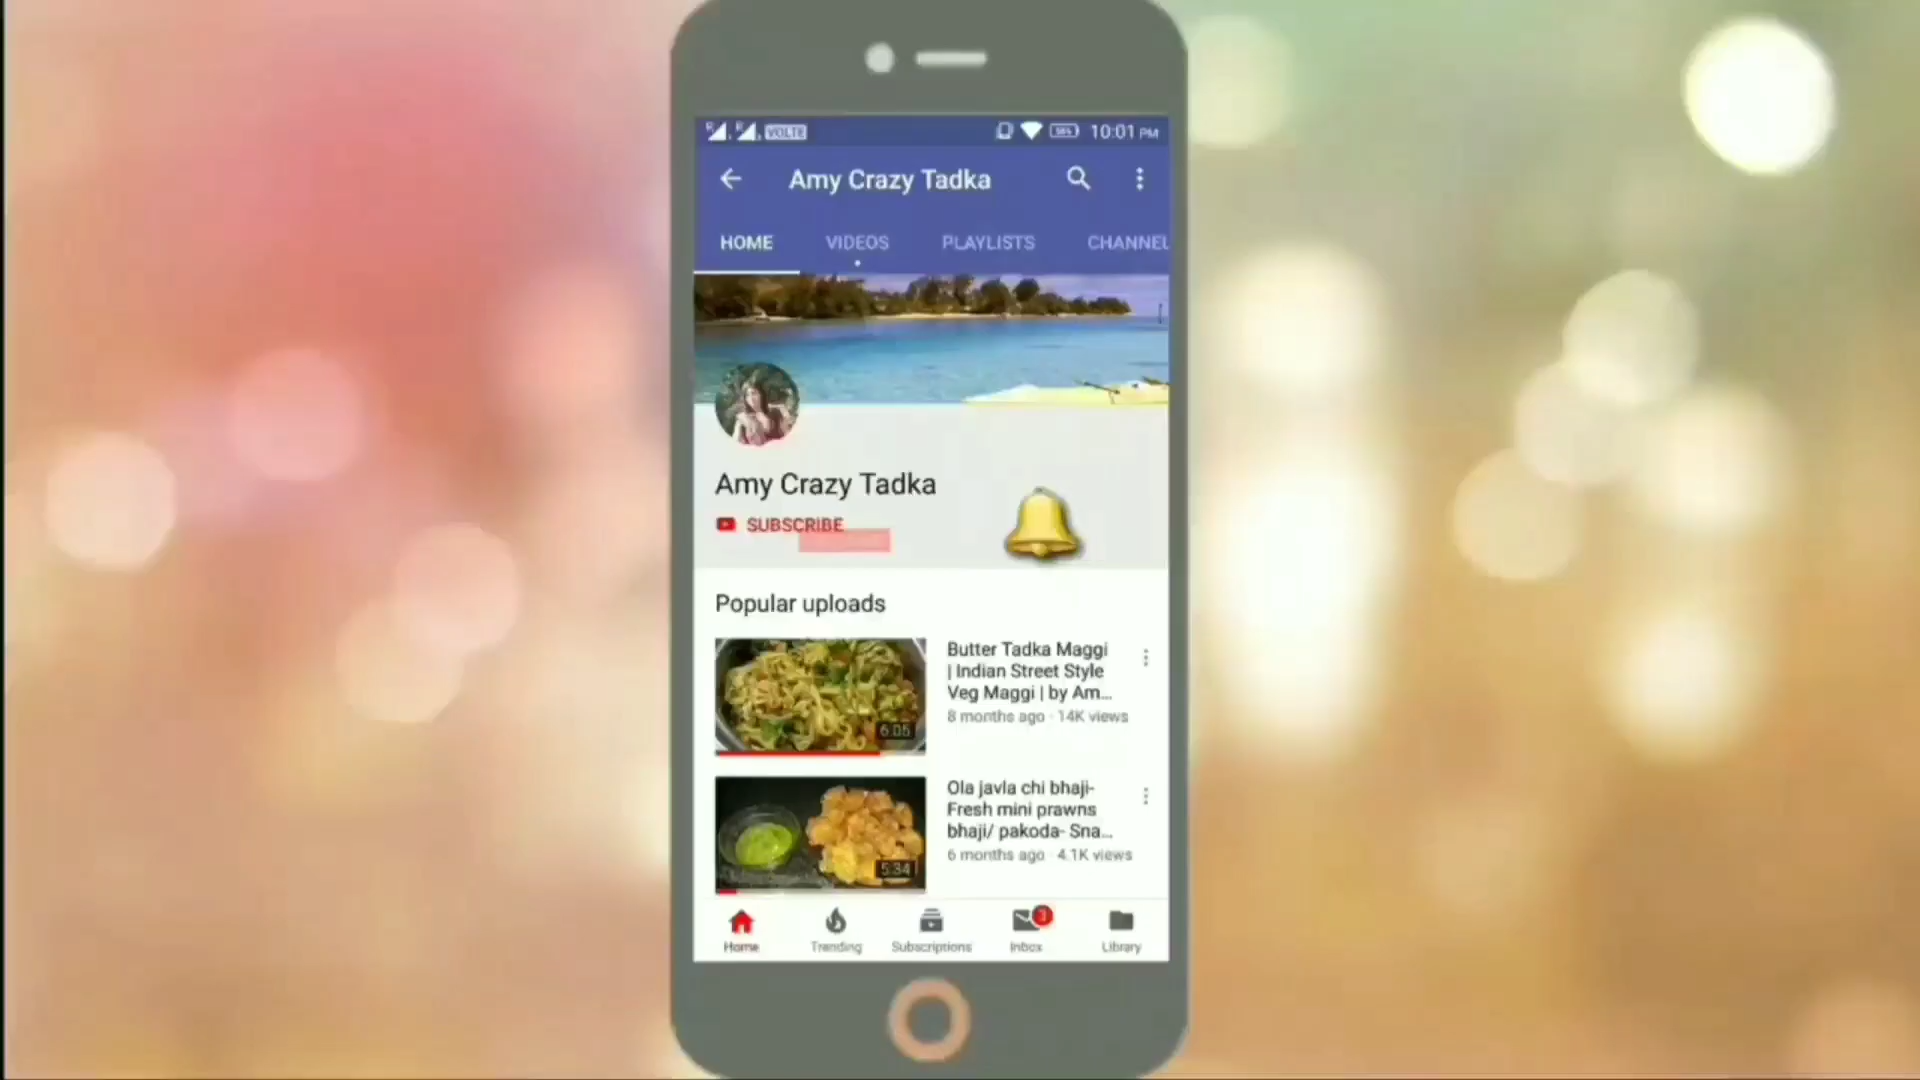 VOLTE 10:01 PM
Amy Crazy Tadka
HOME VIDEOS PLAYLISTS CHANNEL
Amy Crazy Tadka
SUBSCRIBE
Popular uploads
Butter Tadka Maggi
| Indian Street Style
Veg Maggi | by Am...
8 months ago · 14K views
6:05
Ola javla chi bhaji-
Fresh mini prawns
bhaji/ pakoda- Sna...
6 months ago · 4.1K views
5:34
Home Trending Subscriptions Inbox Library